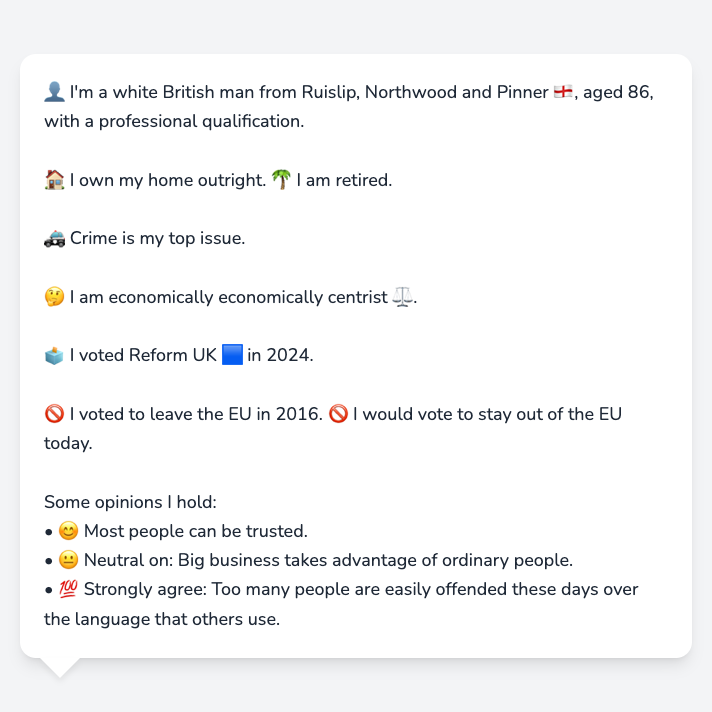 👤 I'm a white British man from Ruislip, Northwood and Pinner 🏴󠁧󠁢󠁥󠁮󠁧󠁿, aged 86,
with a professional qualification.
🏠 I own my home outright. 🌴 I am retired.
🚓 Crime is my top issue.
🤔 I am economically economically centrist ⚖️.
🗳️ I voted Reform UK 🟦 in 2024.
🚫 I voted to leave the EU in 2016. 🚫 I would vote to stay out of the EU
today.
Some opinions I hold:
• 😊 Most people can be trusted.
• 😐 Neutral on: Big business takes advantage of ordinary people.
• 💯 Strongly agree: Too many people are easily offended these days over
the language that others use.